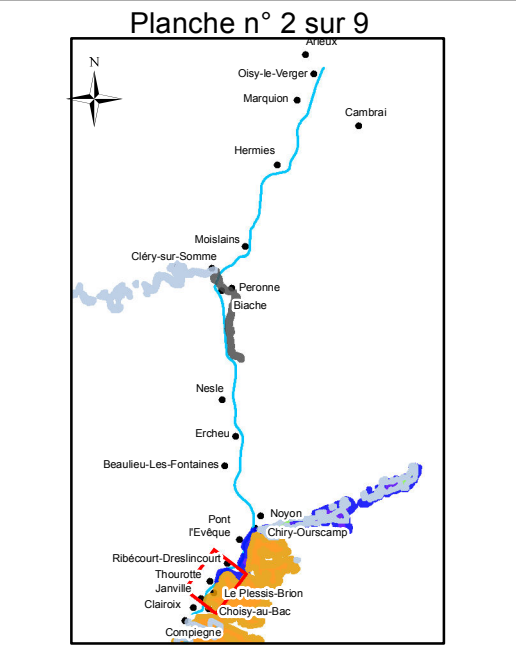 Planche n° 2 sur 9
Arleux
N
Oisy-le-Verger
Marquion
Cambrai
Hermies
Moislains
Cléry-sur-Somme
Peronne
Biache
Nesle
Ercheu
Beaulieu-Les-Fontaines
Noyon
Pont
l'Evêque
Chiry-Ourscamp
Ribécourt-Dreslincourt
Thourotte
Janville
Le Plessis-Brion
Clairoix
Choisy-au-Bac
Compiegne